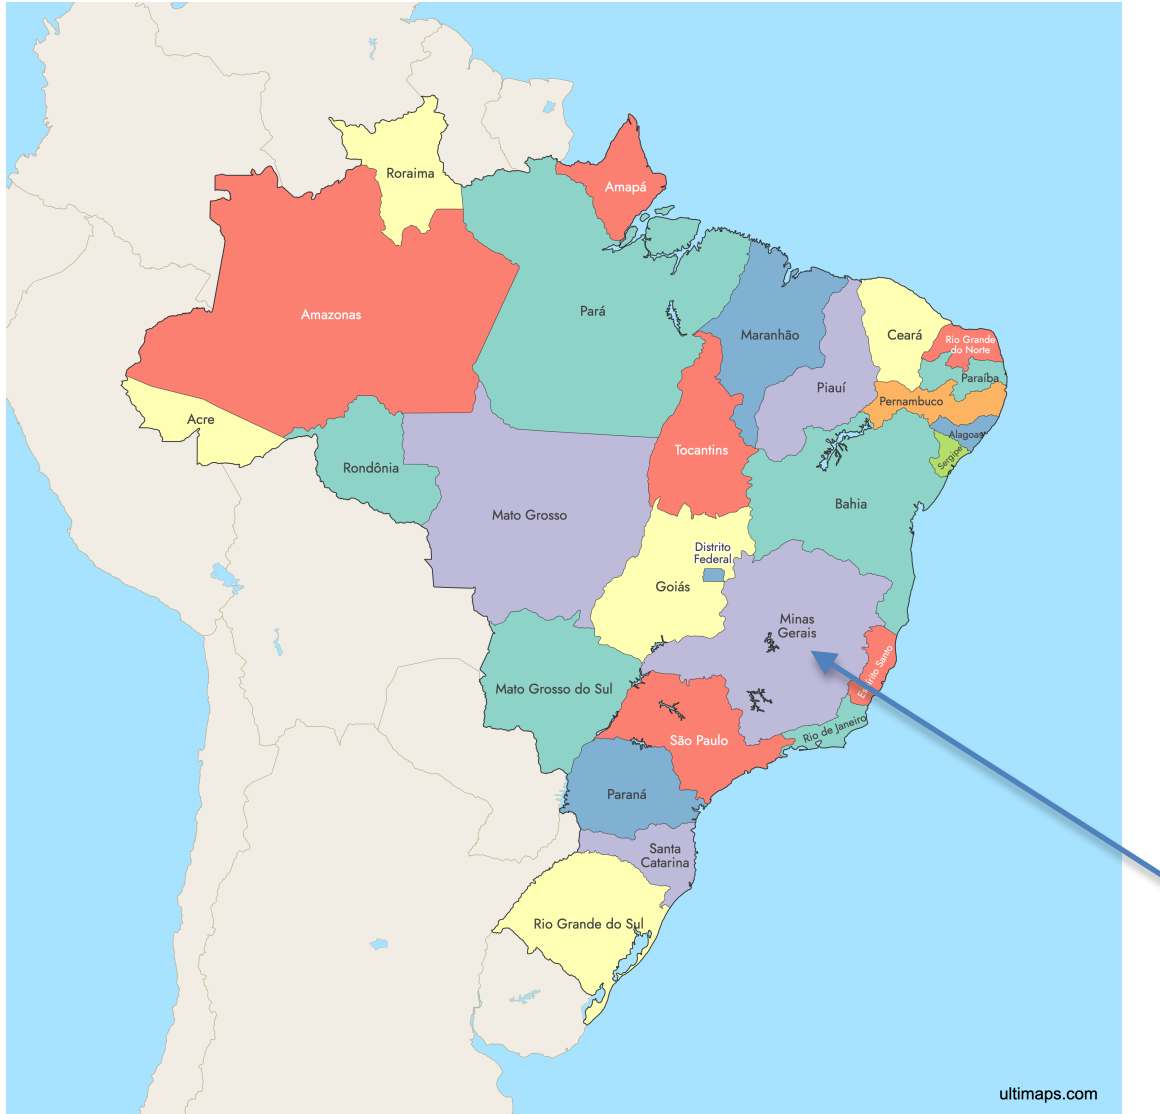 Roraima
Amapá
Amazonas
Pará
Maranhão
Ceará
Rio Grande
do Norte
Paraíba
Piauí
Pernambuco
Acre
Alagoas
Sergipe
Tocantins
Rondônia
Bahia
Mato Grosso
Distrito
Federal
Goiás
Minas
Gerais
Espírito Santo
Mato Grosso do Sul
Rio de Janeiro
São Paulo
Paraná
Santa
Catarina
Rio Grande do Sul
ultimaps.com